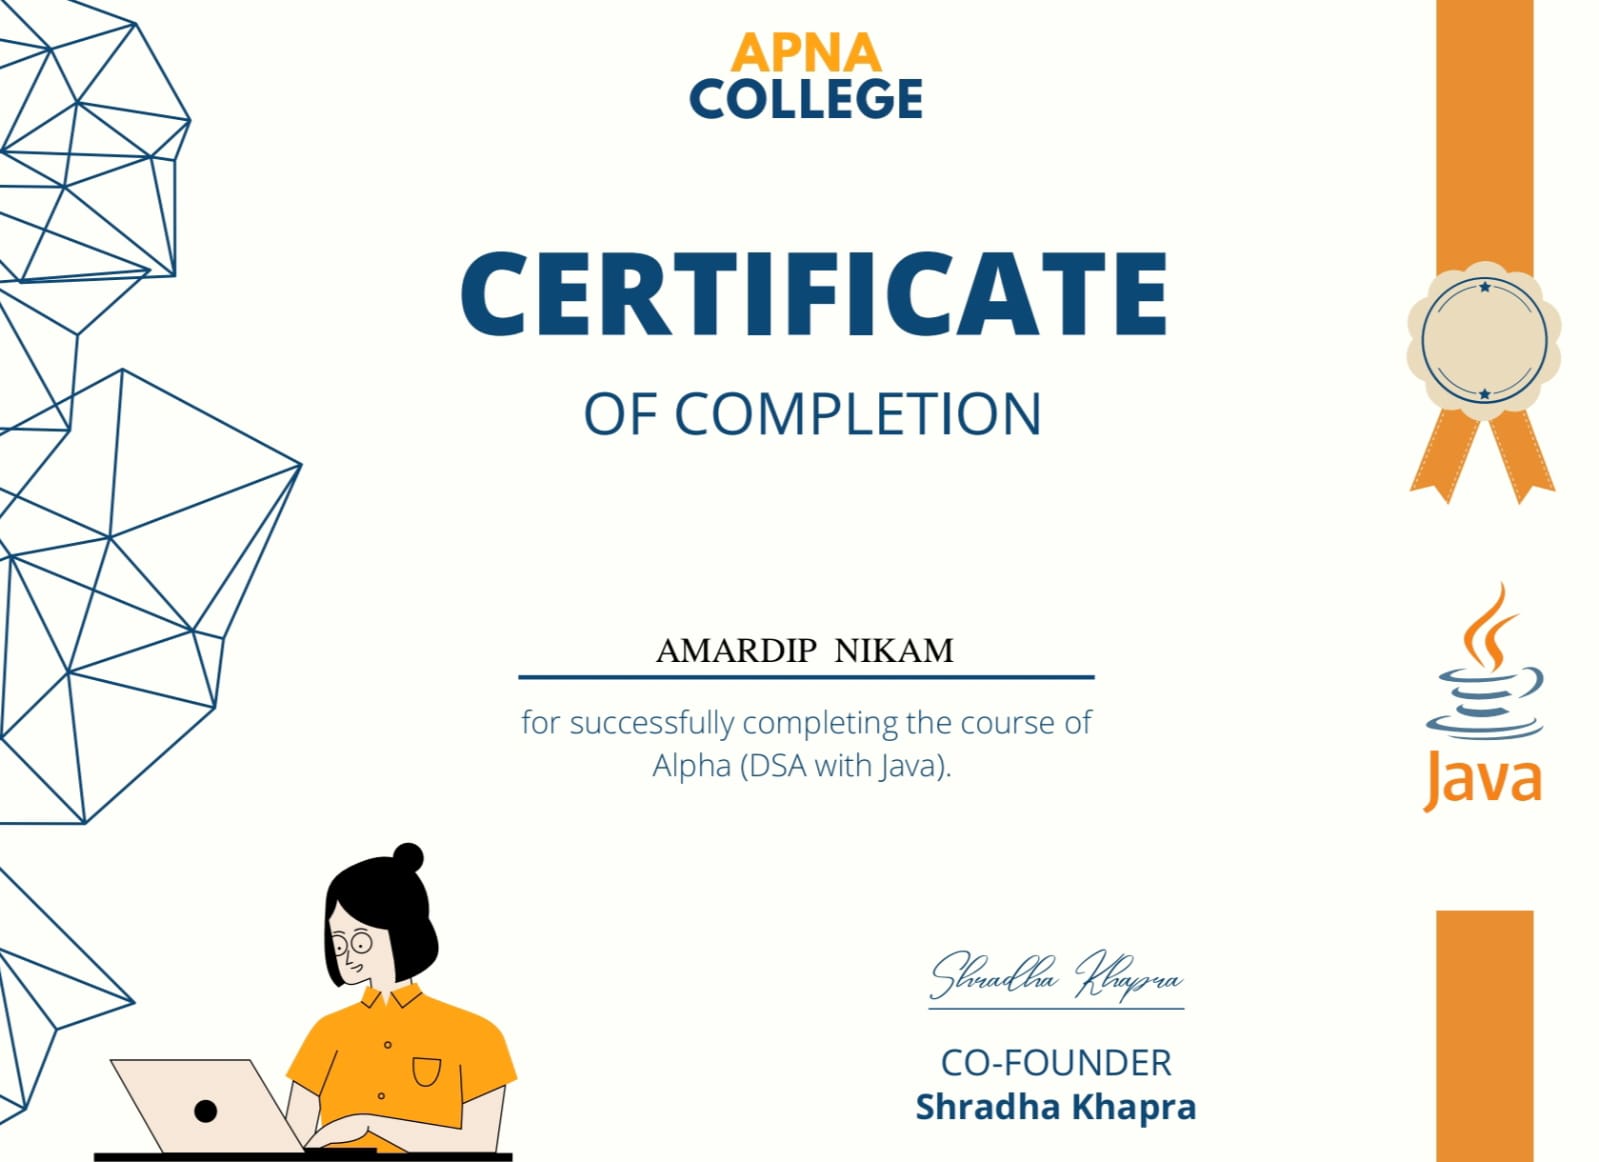 APNA
COLLEGE
CERTIFICATE
OF COMPLETION
AMARDIP NIKAM
for successfully completing the course of
Alpha (DSA with Java).
Java
Shradha Khapra
CO-FOUNDER
Shradha Khapra